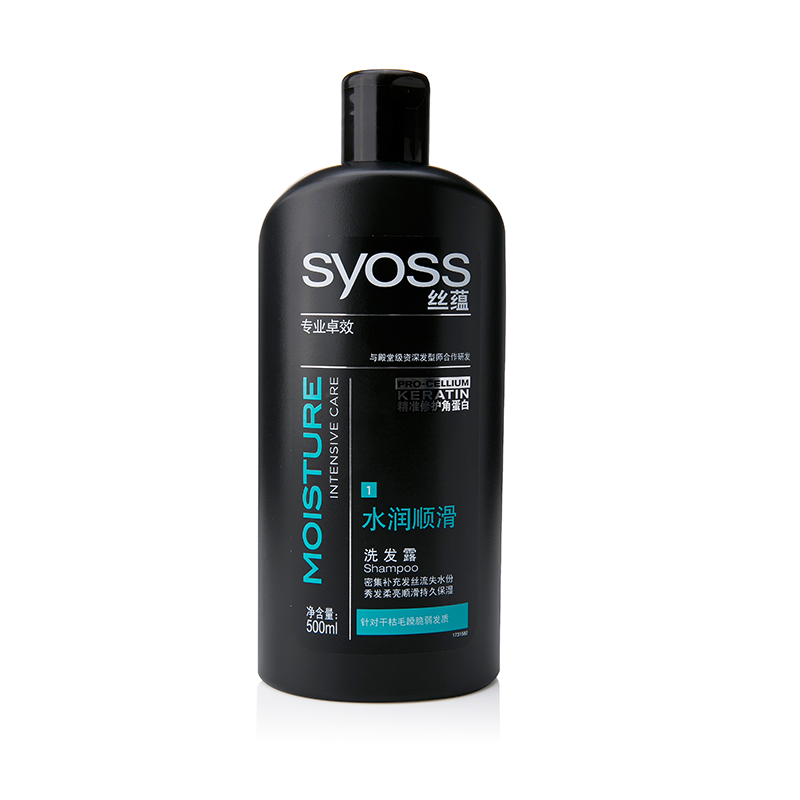 syoss
丝蕴
专业卓效
与殿堂级资深发型师合作研发
MOISTURE
INTENSIVE CARE
PRO-CELLIUM
KERATIN
精准修护角蛋白
1
水润顺滑
洗发露
Shampoo
密集补充发丝流失水份
秀发柔亮顺滑持久保湿
净含量:
500ml
针对干枯毛躁脆弱发质
1731582